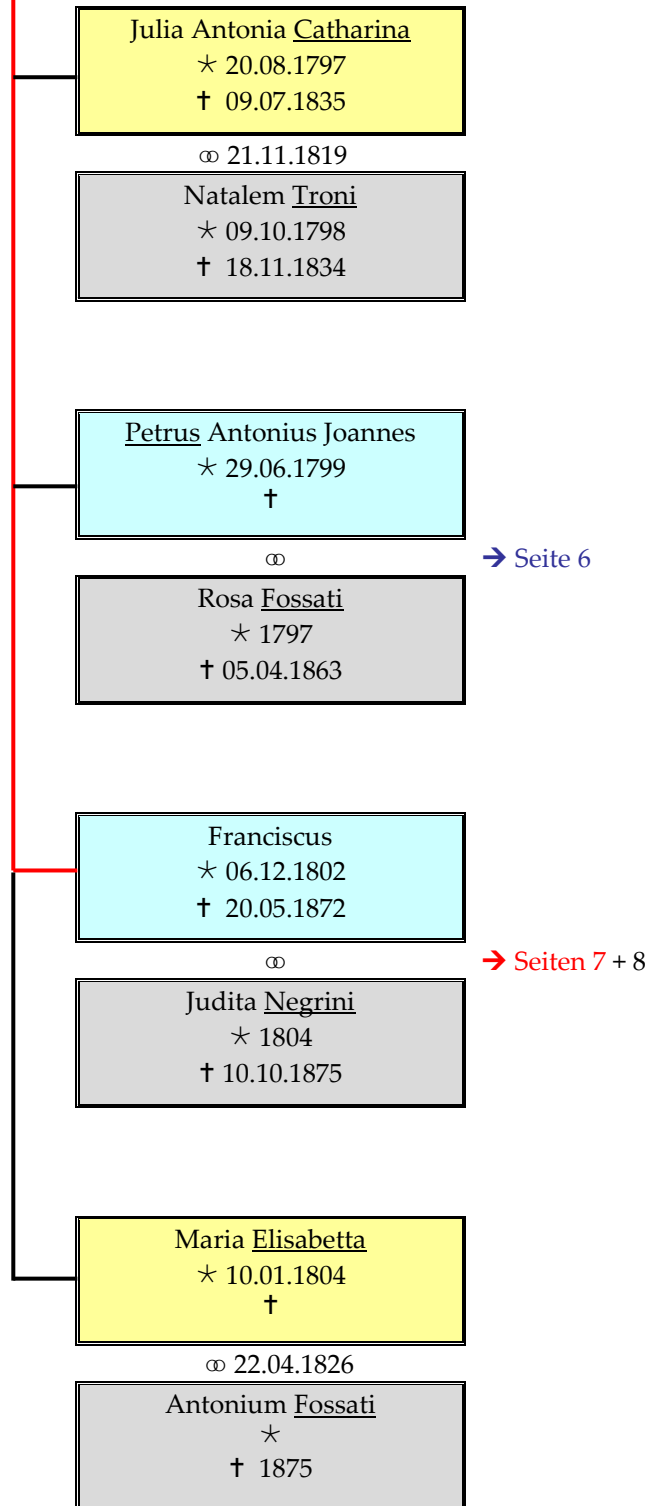 Julia Antonia Catharina
✶ 20.08.1797
† 09.07.1835
⚭ 21.11.1819
Natalem Troni
✶ 09.10.1798
† 18.11.1834
Petrus Antonius Joannes
✶ 29.06.1799
†
⚭ ➔ Seite 6
Rosa Fossati
✶ 1797
† 05.04.1863
Franciscus
✶ 06.12.1802
† 20.05.1872
⚭ ➔ Seiten 7 + 8
Judita Negrini
✶ 1804
† 10.10.1875
Maria Elisabetta
✶ 10.01.1804
†
⚭ 22.04.1826
Antonium Fossati
✶
† 1875